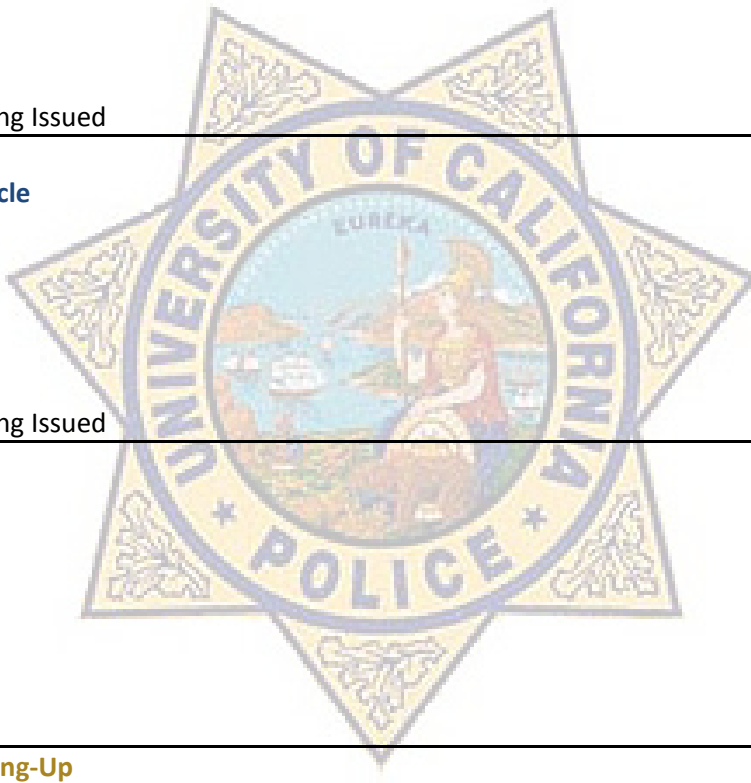 ng Issued
cle
UNIVERSITY OF CALIFORNIA
EUREKA
ng Issued
POLICE
ng-Up